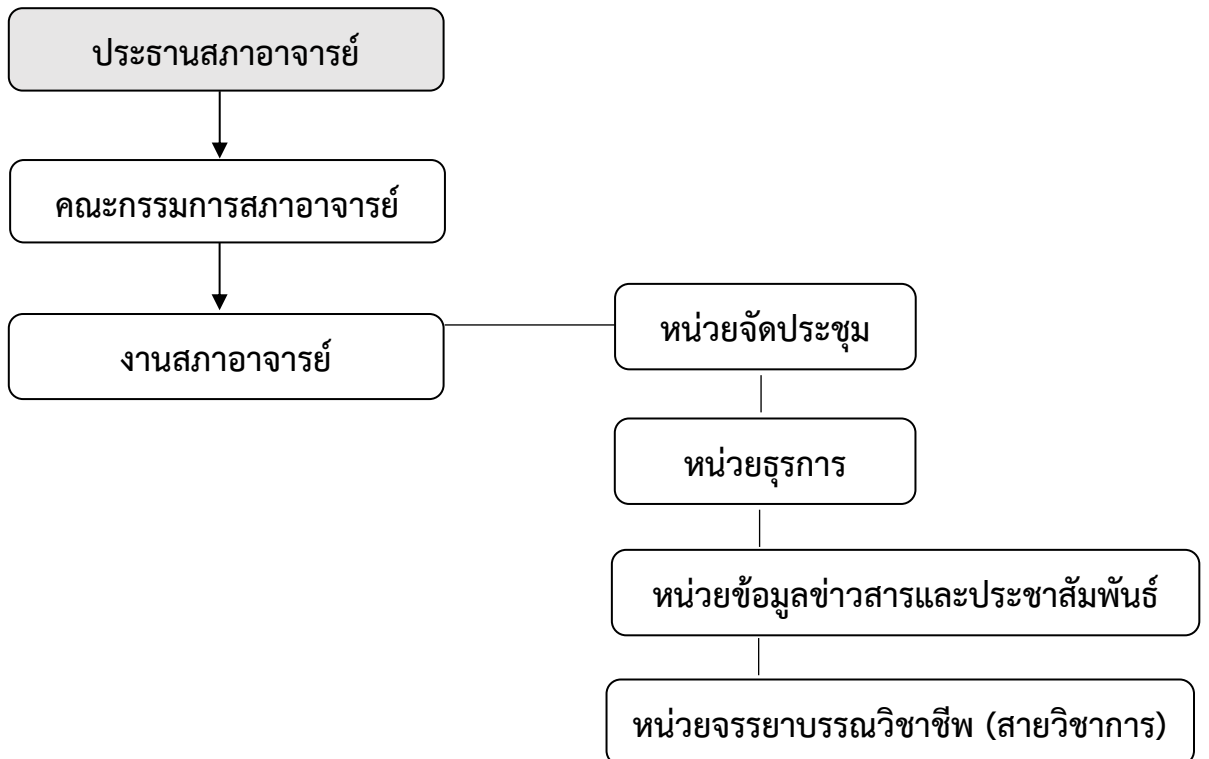 ประธานสภาอาจารย์
คณะกรรมการสภาอาจารย์
งานสภาอาจารย์
หน่วยจัดประชุม
หน่วยธุรการ
หน่วยข้อมูลข่าวสารและประชาสัมพันธ์
หน่วยจรรยาบรรณวิชาชีพ (สายวิชาการ)